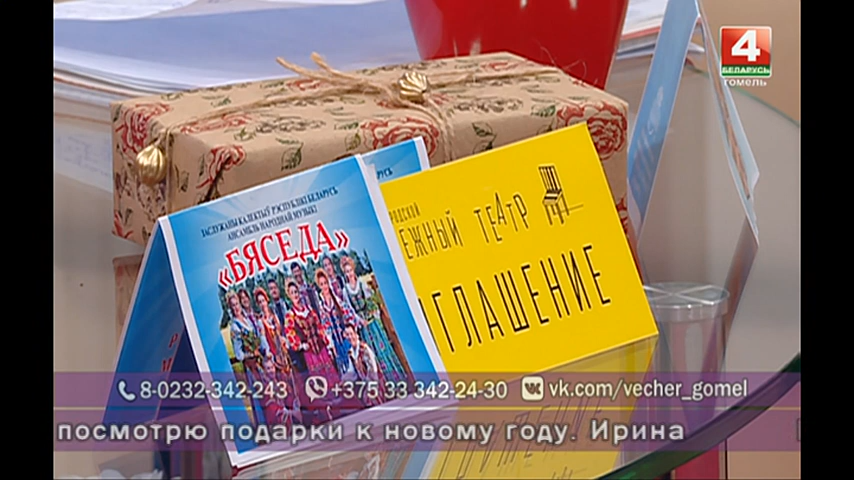 4
БЕЛАРУСЬ
ГОМЕЛЬ
ЗАСЛУЖАНЫ КАЛЕКТЫЎ РЭСПУБЛІКІ БЕЛАРУСЬ
АНСАМБЛЬ НАРОДНАЙ МУЗЫКІ
«БЯСЕДА»
РОДСКОЙ
ЕЖНЫЙ ТЕАТР
ГЛАШЕНИЕ
8-0232-342-243 +375 33 342-24-30 vk.com/vecher_gomel
посмотрю подарки к новому году. Ирина